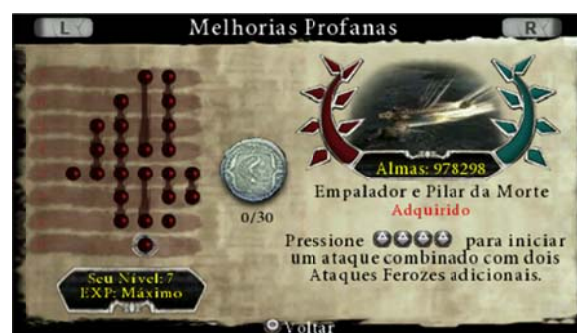 L Melhorias Profanas R
Almas: 978298
Empalador e Pilar da Morte
Adquirido
0/30
Pressione para iniciar
um ataque combinado com dois
Ataques Ferozes adicionais.
Seu Nível: 7
EXP: Máximo
Voltar